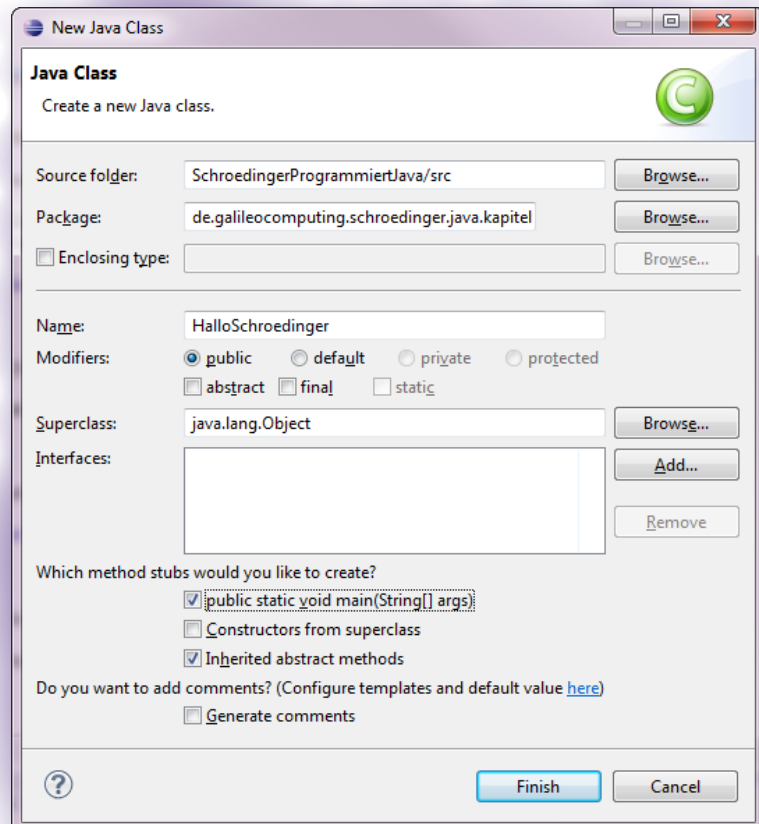 New Java Class
Java Class
Create a new Java class.
Source folder: SchroedingerProgrammiertJava/src Browse...
Package: de.galileocomputing.schroedinger.java.kapitel Browse...
Enclosing type: Browse...
Name: HalloSchroedinger
Modifiers: public default private protected
abstract final static
Superclass: java.lang.Object Browse...
Interfaces: Add...
Remove
Which method stubs would you like to create?
public static void main(String[] args)
Constructors from superclass
Inherited abstract methods
Do you want to add comments? (Configure templates and default value here)
Generate comments
? Finish Cancel